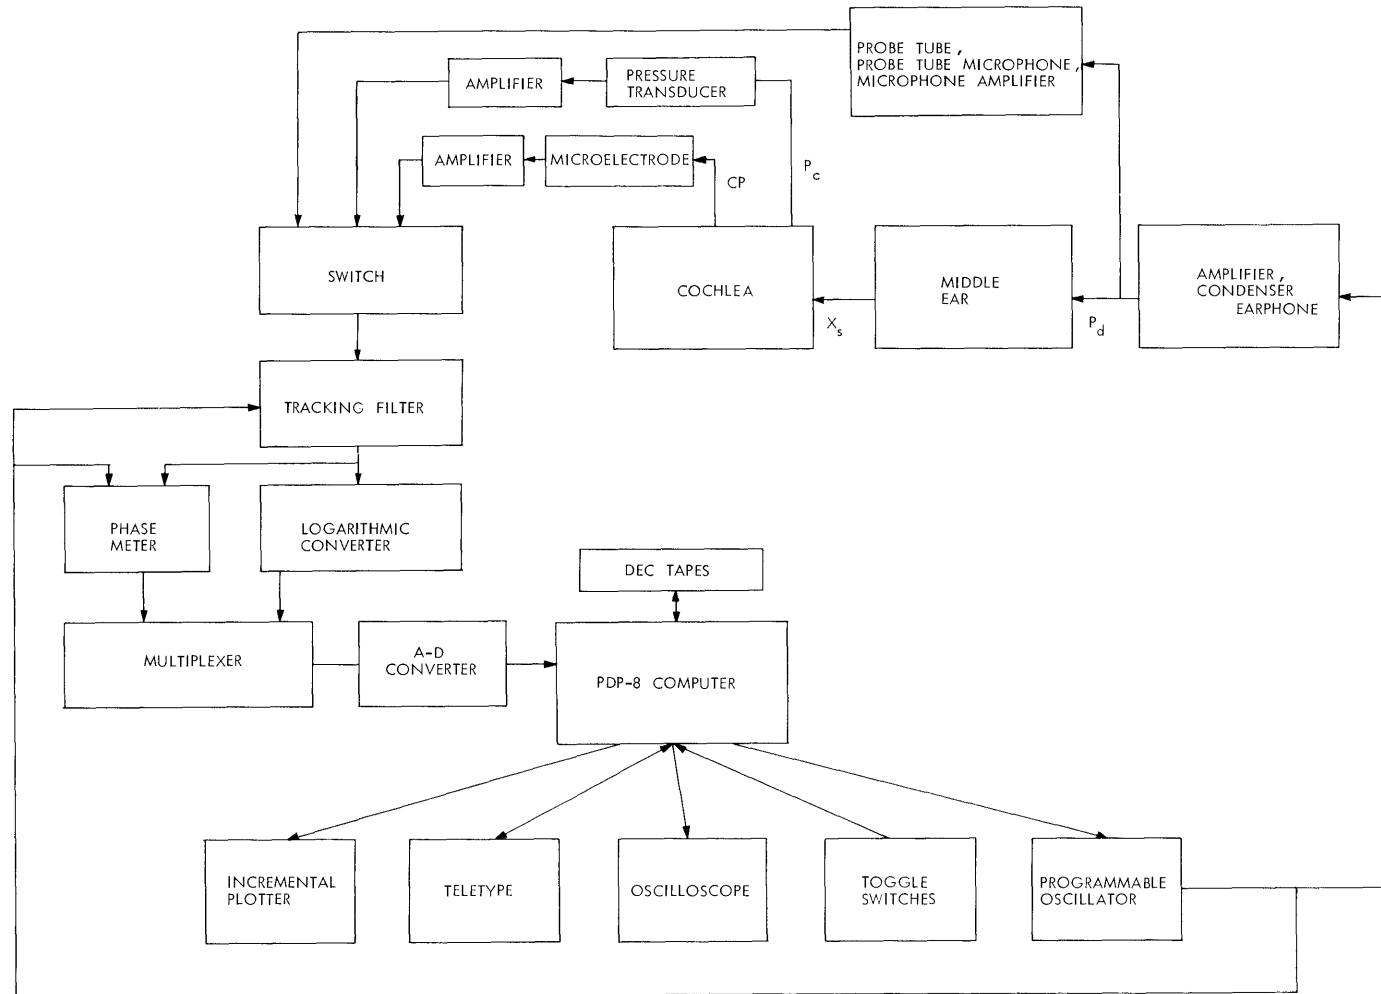 PROBE TUBE,
PROBE TUBE MICROPHONE,
MICROPHONE AMPLIFIER
AMPLIFIER
PRESSURE
TRANSDUCER
AMPLIFIER
MICROELECTRODE
CP
Pc
SWITCH
COCHLEA
Xs
MIDDLE
EAR
Pd
AMPLIFIER,
CONDENSER
EARPHONE
TRACKING FILTER
PHASE
METER
LOGARITHMIC
CONVERTER
DEC TAPES
MULTIPLEXER
A-D
CONVERTER
PDP-8 COMPUTER
INCREMENTAL
PLOTTER
TELETYPE
OSCILLOSCOPE
TOGGLE
SWITCHES
PROGRAMMABLE
OSCILLATOR